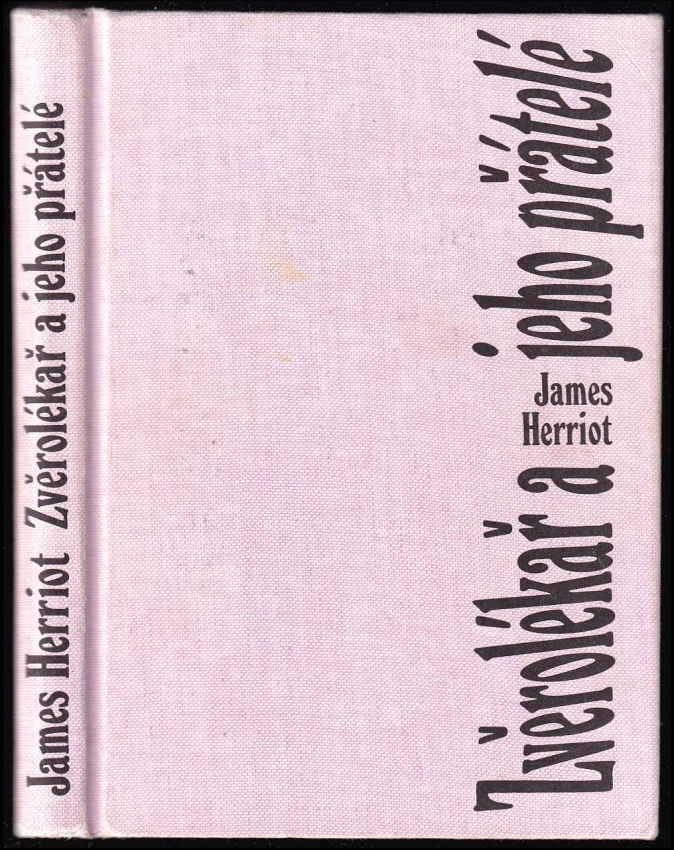 James Herriot Zvěrolékař a jeho přátelé
Zvěrolékař a jeho přátelé
James
Herriot